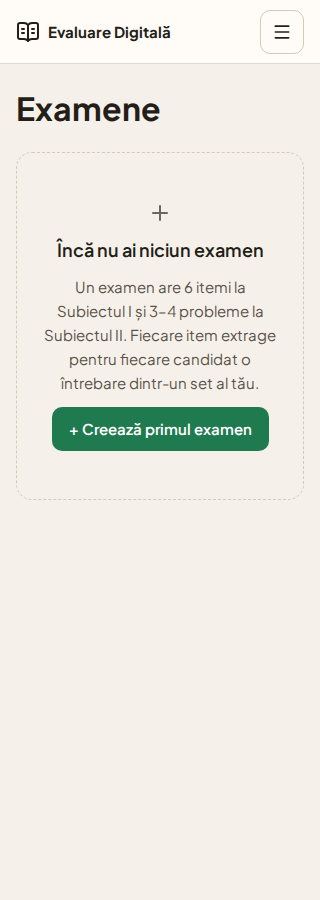 Evaluare Digitală
Examene
Încă nu ai niciun examen
Un examen are 6 itemi la
Subiectul I și 3–4 probleme la
Subiectul II. Fiecare item extrage
pentru fiecare candidat o
întrebare dintr-un set al tău.
+ Creează primul examen